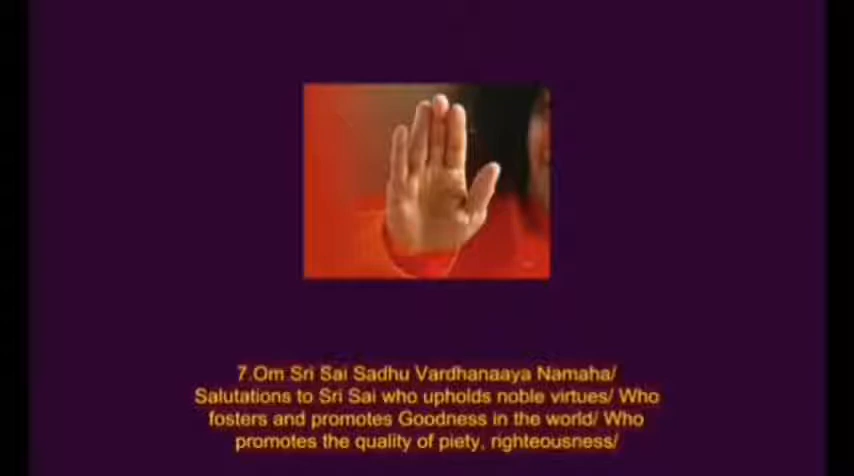 7.Om Sri Sai Sadhu Vardhanaaya Namaha/
Salutations to Sri Sai who upholds noble virtues/ Who
fosters and promotes Goodness in the world/ Who
promotes the quality of piety, righteousness/